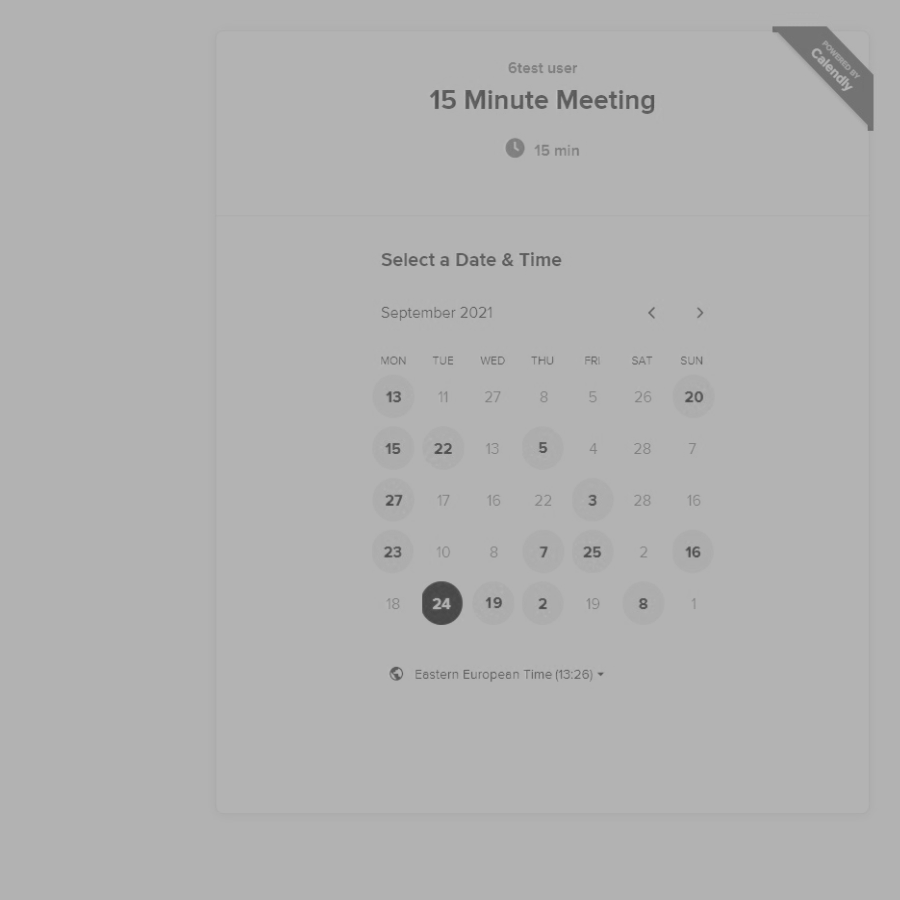 POWERED BY
Calendly
6test user
15 Minute Meeting
15 min
Select a Date & Time
September 2021
MON TUE WED THU FRI SAT SUN
13 11 27 8 5 26 20
15 22 13 5 4 28 7
27 17 16 22 3 28 16
23 10 8 7 25 2 16
18 24 19 2 19 8 1
Eastern European Time (13:26)